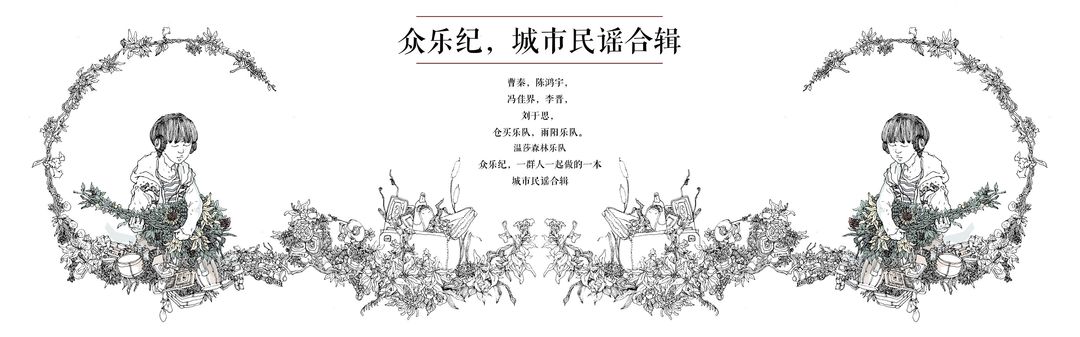 众乐纪，城市民谣合辑
曹秦，陈鸿宇，
冯佳界，李晋，
刘于思，
仓买乐队，雨阳乐队。
温莎森林乐队
众乐纪，一群人一起做的一本
城市民谣合辑